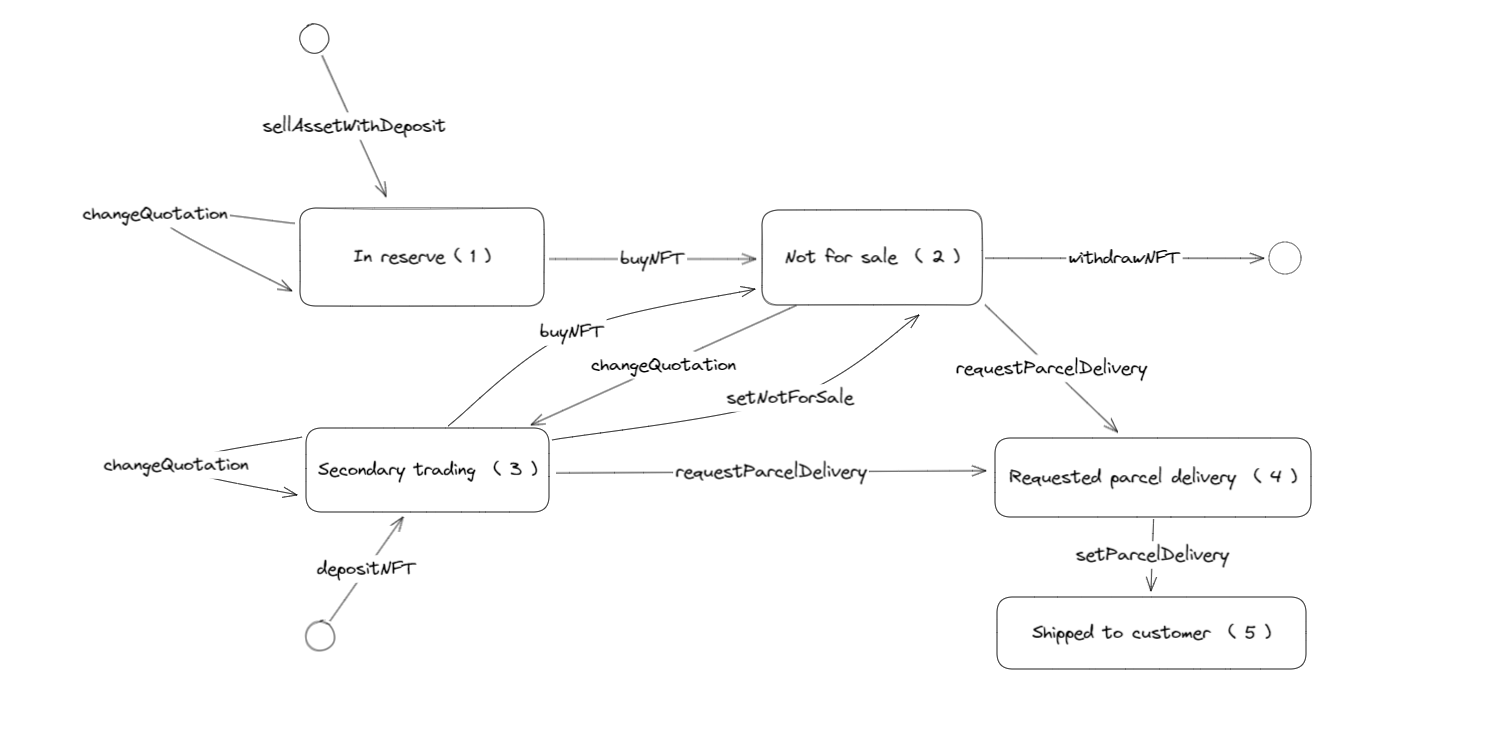 sellAssetWithDeposit
changeQuotation
In reserve (1)
buyNFT
Not for sale (2)
withdrawNFT
buyNFT
changeQuotation
requestParcelDelivery
setNotForSale
changeQuotation
Secondary trading (3)
requestParcelDelivery
Requested parcel delivery (4)
depositNFT
setParcelDelivery
Shipped to customer (5)